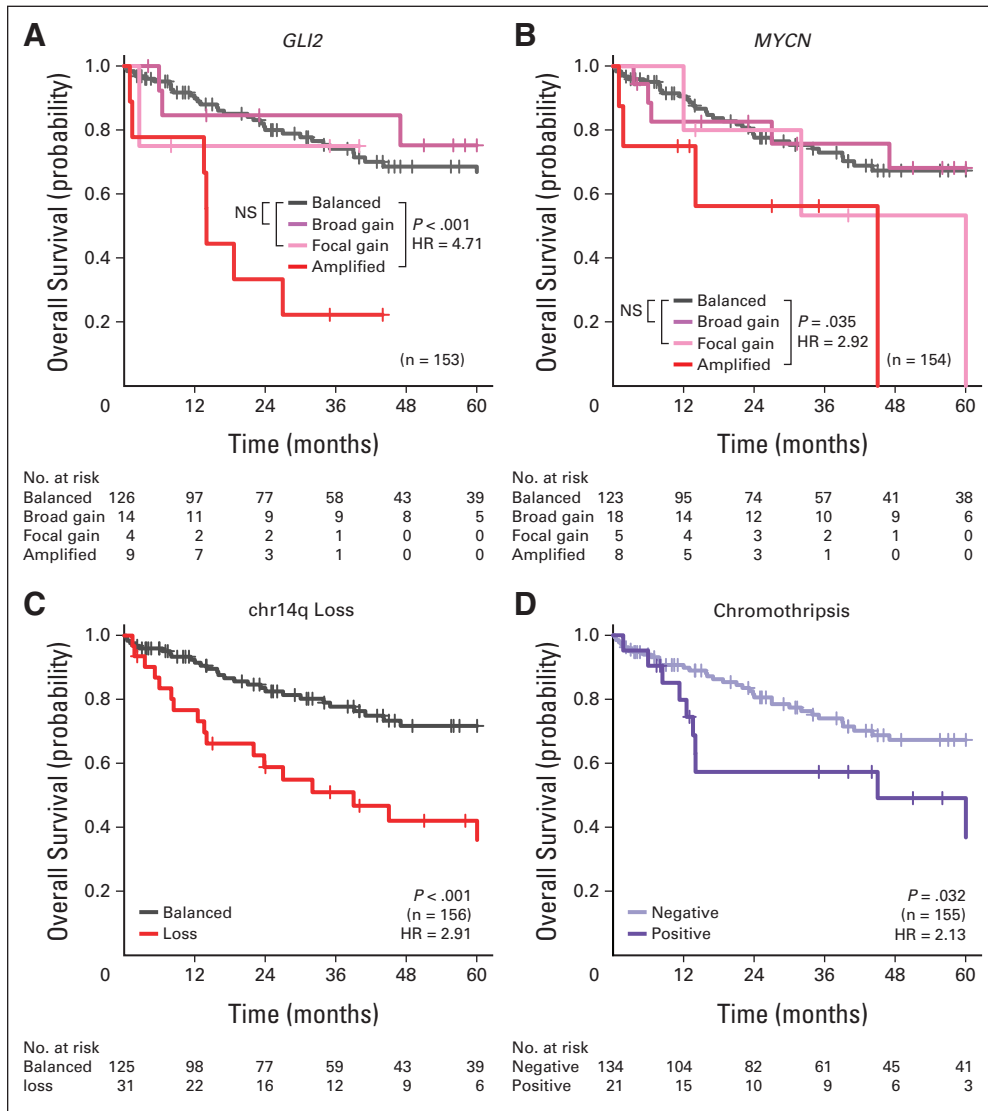 A
GLI2
Overall Survival (probability)
1.0
0.8
0.6
0.4
0.2
0
12
24
36
48
60
Time (months)
NS
Balanced
Broad gain
Focal gain
Amplified
P < .001
HR = 4.71
(n = 153)
No. at risk
Balanced 126 97 77 58 43 39
Broad gain 14 11 9 9 8 5
Focal gain 4 2 2 1 0 0
Amplified 9 7 3 1 0 0
B
MYCN
Overall Survival (probability)
1.0
0.8
0.6
0.4
0.2
0
12
24
36
48
60
Time (months)
NS
Balanced
Broad gain
Focal gain
Amplified
P = .035
HR = 2.92
(n = 154)
No. at risk
Balanced 123 95 74 57 41 38
Broad gain 18 14 12 10 9 6
Focal gain 5 4 3 2 1 0
Amplified 8 5 3 1 0 0
C
chr14q Loss
Overall Survival (probability)
1.0
0.8
0.6
0.4
0.2
0
12
24
36
48
60
Time (months)
Balanced
Loss
P < .001
(n = 156)
HR = 2.91
No. at risk
Balanced 125 98 77 59 43 39
loss 31 22 16 12 9 6
D
Chromothripsis
Overall Survival (probability)
1.0
0.8
0.6
0.4
0.2
0
12
24
36
48
60
Time (months)
Negative
Positive
P = .032
(n = 155)
HR = 2.13
No. at risk
Negative 134 104 82 61 45 41
Positive 21 15 10 9 6 3